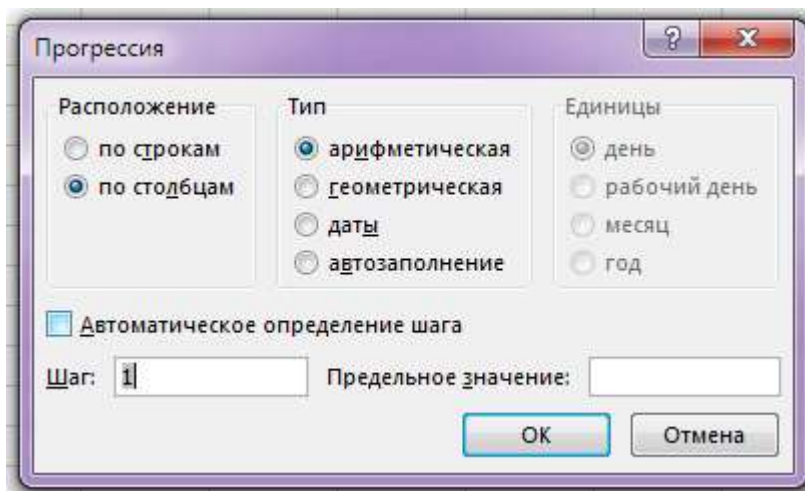 Прогрессия
Расположение
по строкам
по столбцам
Тип
арифметическая
геометрическая
даты
автозаполнение
Единицы
день
рабочий день
месяц
год
Автоматическое определение шага
Шаг: 1
Предельное значение:
ОК
Отмена